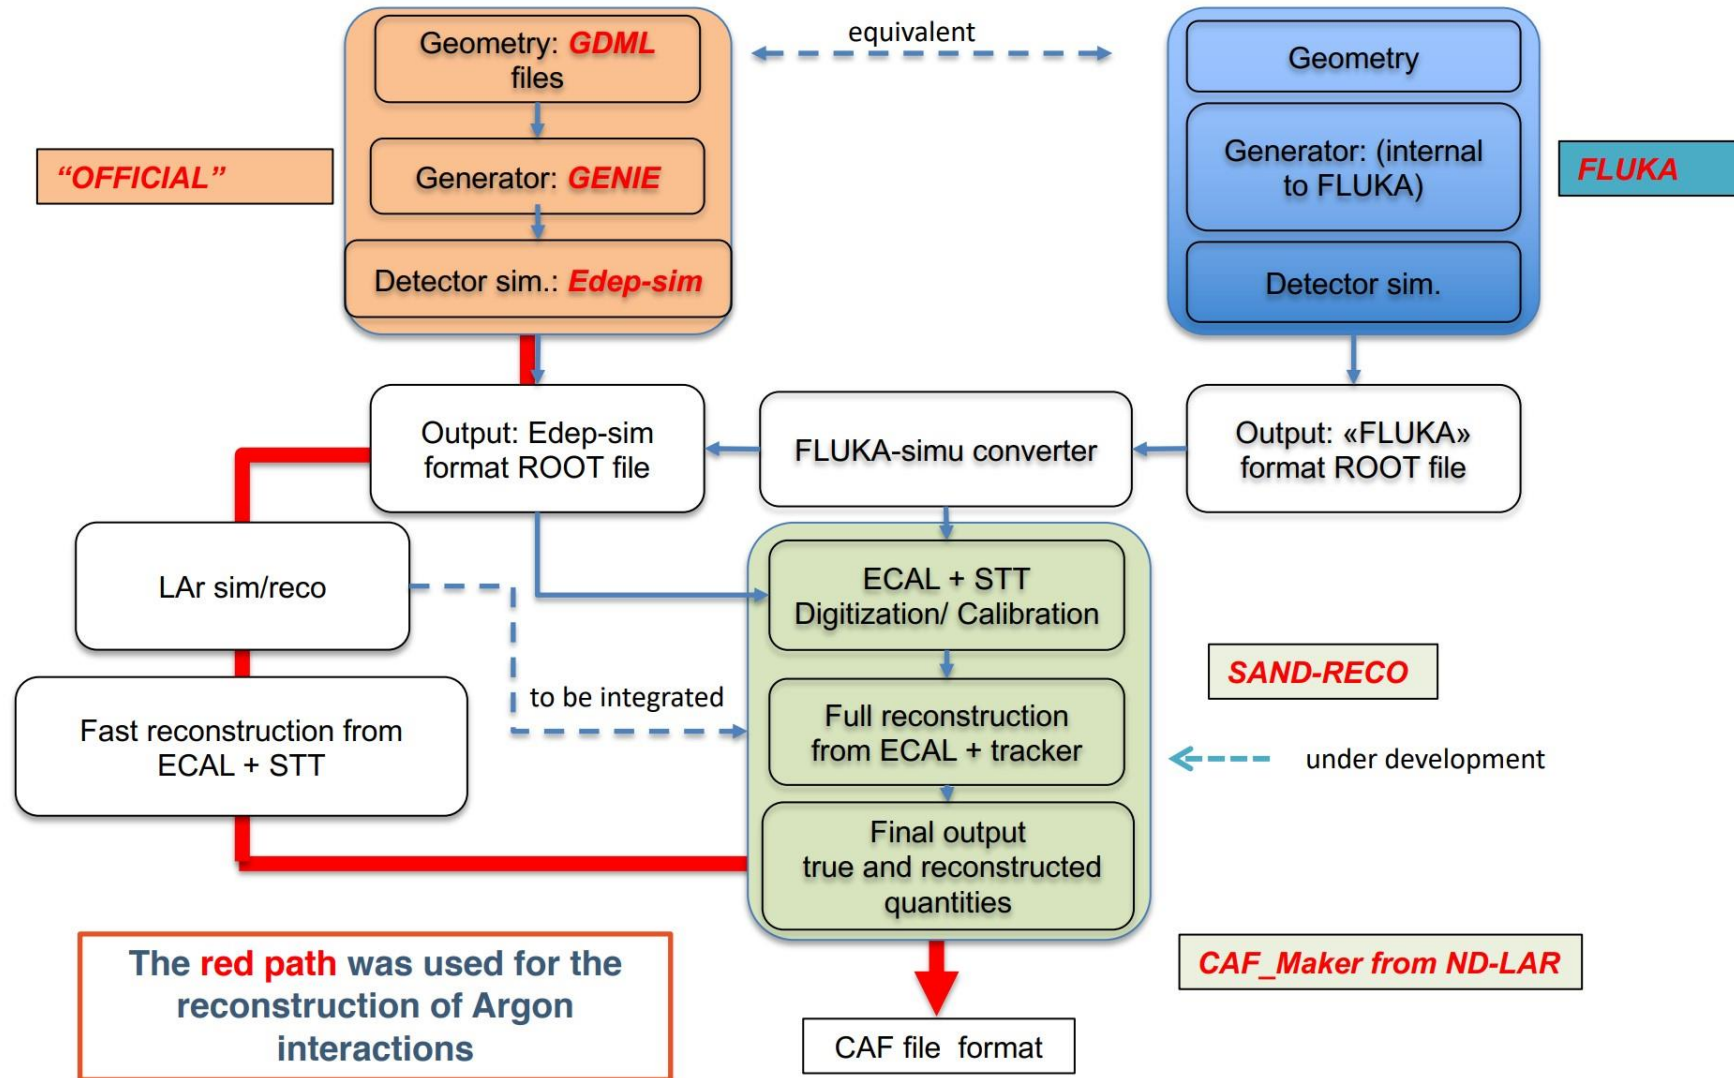 Geometry: GDML
files
equivalent
Geometry
"OFFICIAL"
Generator: GENIE
Generator: (internal
to FLUKA)
FLUKA
Detector sim.: Edep-sim
Detector sim.
Output: Edep-sim
format ROOT file
FLUKA-simu converter
Output: «FLUKA»
format ROOT file
LAr sim/reco
ECAL + STT
Digitization/ Calibration
SAND-RECO
to be integrated
Fast reconstruction from
ECAL + STT
Full reconstruction
from ECAL + tracker
under development
Final output
true and reconstructed
quantities
The red path was used for the
reconstruction of Argon
interactions
CAF_Maker from ND-LAR
CAF file format